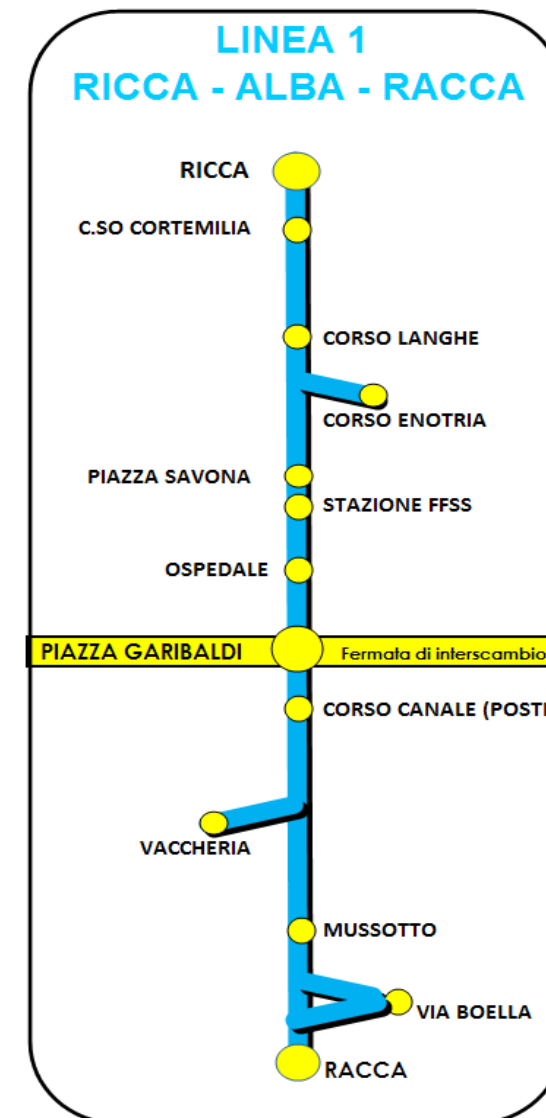 LINEA 1
RICCA - ALBA - RACCA
RICCA
C.SO CORTEMILIA
CORSO LANGHE
CORSO ENOTRIA
PIAZZA SAVONA
STAZIONE FFSS
OSPEDALE
PIAZZA GARIBALDI Fermata di interscambio
CORSO CANALE (POSTE
VACCHERIA
MUSSOTTO
VIA BOELLA
RACCA